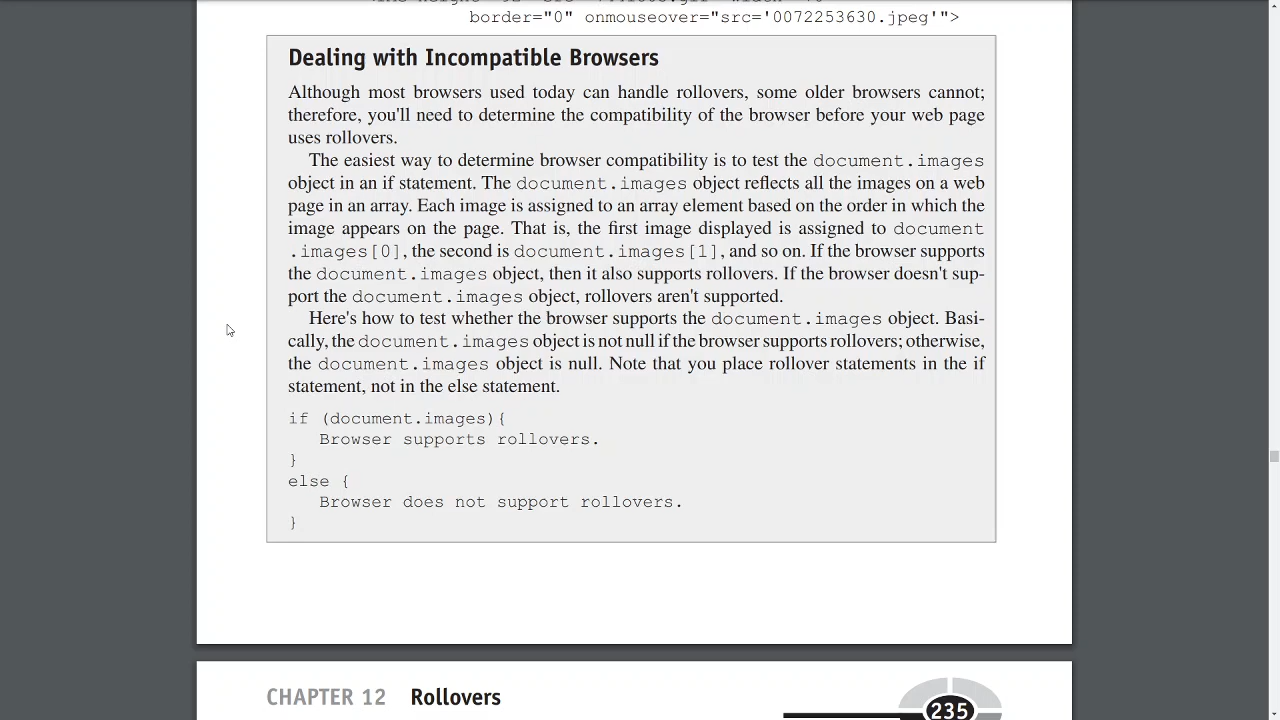 border="0" onmouseover="src='0072253630.jpeg'">
Dealing with Incompatible Browsers
Although most browsers used today can handle rollovers, some older browsers cannot;
therefore, you'll need to determine the compatibility of the browser before your web page
uses rollovers.
The easiest way to determine browser compatibility is to test the document.images
object in an if statement. The document.images object reflects all the images on a web
page in an array. Each image is assigned to an array element based on the order in which the
image appears on the page. That is, the first image displayed is assigned to document
.images[0], the second is document.images[1], and so on. If the browser supports
the document.images object, then it also supports rollovers. If the browser doesn't sup-
port the document.images object, rollovers aren't supported.
Here's how to test whether the browser supports the document.images object. Basi-
cally, the document.images object is not null if the browser supports rollovers; otherwise,
the document.images object is null. Note that you place rollover statements in the if
statement, not in the else statement.
if (document.images){
Browser supports rollovers.
}
else {
Browser does not support rollovers.
}
CHAPTER 12 Rollovers
235